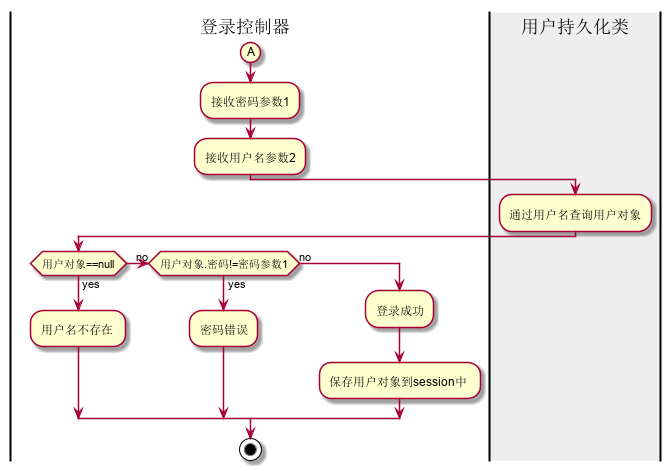 登录控制器
用户持久化类
A
接收密码参数1
接收用户名参数2
通过用户名查询用户对象
用户对象==null
no
用户对象.密码!=密码参数1
no
yes
yes
用户名不存在
密码错误
登录成功
保存用户对象到session中